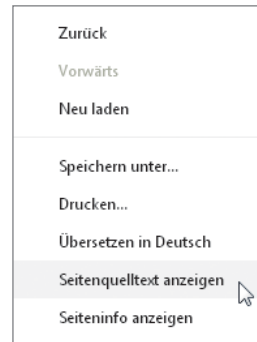 Zurück
Vorwärts
Neu laden
Speichern unter...
Drucken...
Übersetzen in Deutsch
Seitenquelltext anzeigen
Seiteninfo anzeigen